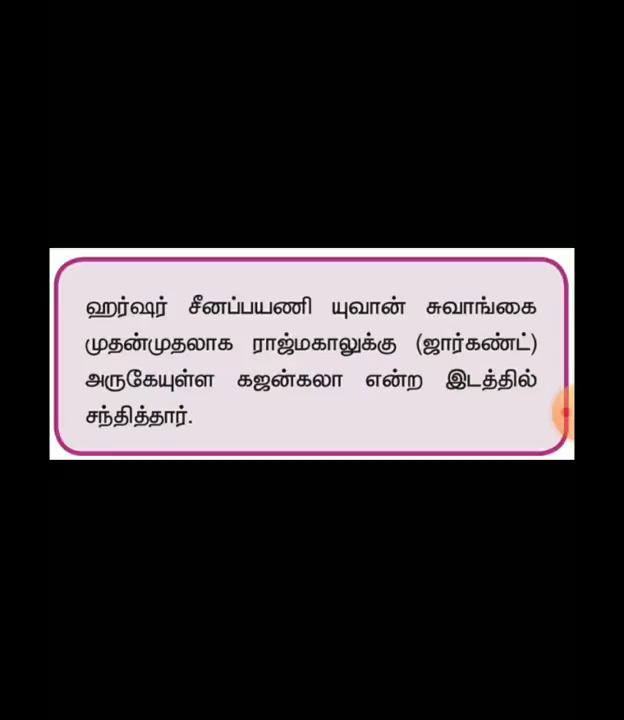 ஹர்ஷர் சீனப்பயணி யுவான் சுவாங்கை
முதன்முதலாக ராஜ்மகாலுக்கு (ஜார்கண்ட்)
அருகேயுள்ள கஜன்கலா என்ற இடத்தில்
சந்தித்தார்.